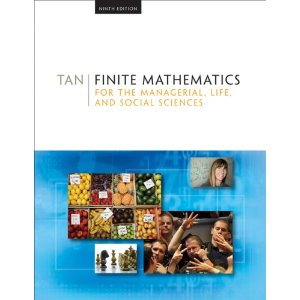 NINTH EDITION
TAN FINITE MATHEMATICS
FOR THE MANAGERIAL, LIFE,
AND SOCIAL SCIENCES